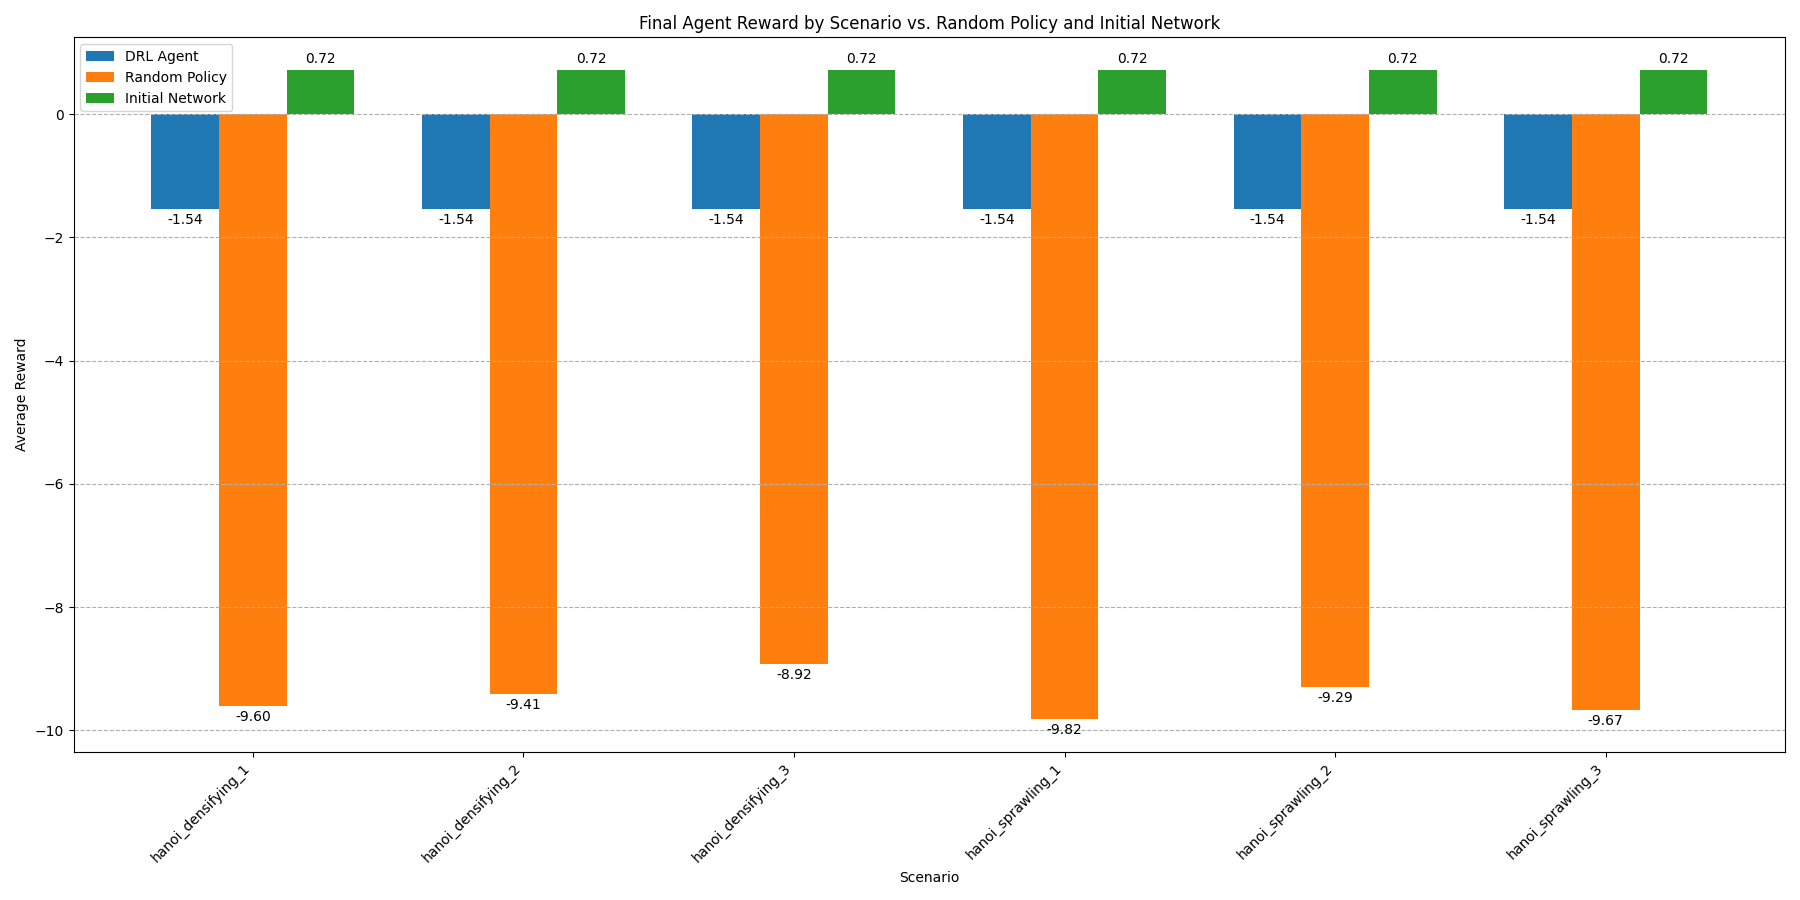 Final Agent Reward by Scenario vs. Random Policy and Initial Network
DRL Agent
Random Policy
Initial Network
0.72
0.72
0.72
0.72
0.72
0.72
0
−2
−4
−6
−8
−10
Average Reward
-1.54
-1.54
-1.54
-1.54
-1.54
-1.54
-9.60
-9.41
-8.92
-9.82
-9.29
-9.67
hanoi_densifying_1
hanoi_densifying_2
hanoi_densifying_3
hanoi_sprawling_1
hanoi_sprawling_2
hanoi_sprawling_3
Scenario